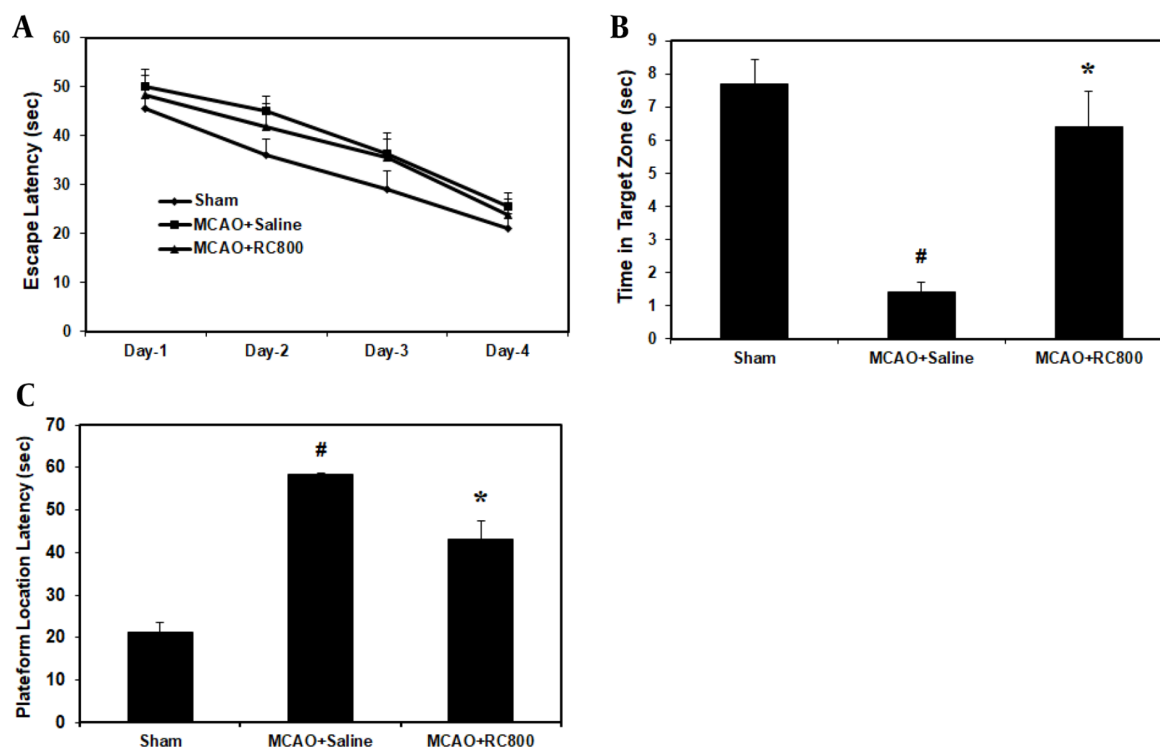 A
60
50
40
30
20
10
0
Escape Latency (sec)
Sham
MCAO+Saline
MCAO+RC800
Day-1 Day-2 Day-3 Day-4
B
9
8
7
6
5
4
3
2
1
0
Time in Target Zone (sec)
#
*
Sham MCAO+Saline MCAO+RC800
C
70
60
50
40
30
20
10
0
Plateform Location Latency (sec)
#
*
Sham MCAO+Saline MCAO+RC800